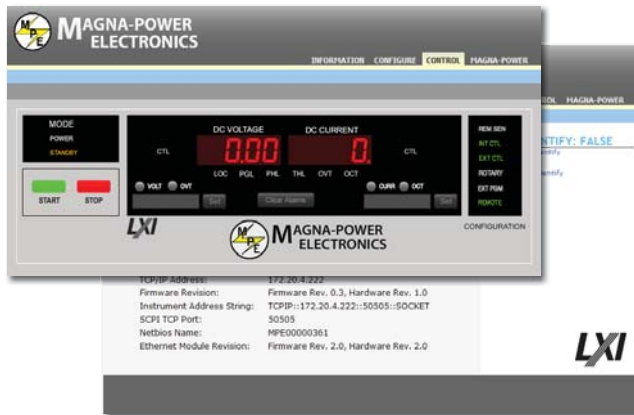 MPE
MAGNA-POWER
ELECTRONICS
INFORMATION CONFIGURE CONTROL MAGNA-POWER
MODE
POWER
STANDBY
START STOP
DC VOLTAGE DC CURRENT
CTL 0.00 0. CTL
LOC PGL PHL THL OVT OCT
VOLT OVT CURR OCT
Set Clear Alarms Set
REM SEN
INT CTL
EXT CTL
ROTARY
EXT PGM
REMOTE
CONFIGURATION
LXI
MPE
MAGNA-POWER
ELECTRONICS
MAGNA-POWER
NTIFY: FALSE
entify
entify
TCP/IP Address: 172.20.4.222
Firmware Revision: Firmware Rev. 0.3, Hardware Rev. 1.0
Instrument Address String: TCPIP::172.20.4.222::50505::SOCKET
SCPI TCP Port: 50505
Netbios Name: MPE00000361
Ethernet Module Revision: Firmware Rev. 2.0, Hardware Rev. 2.0
LXI